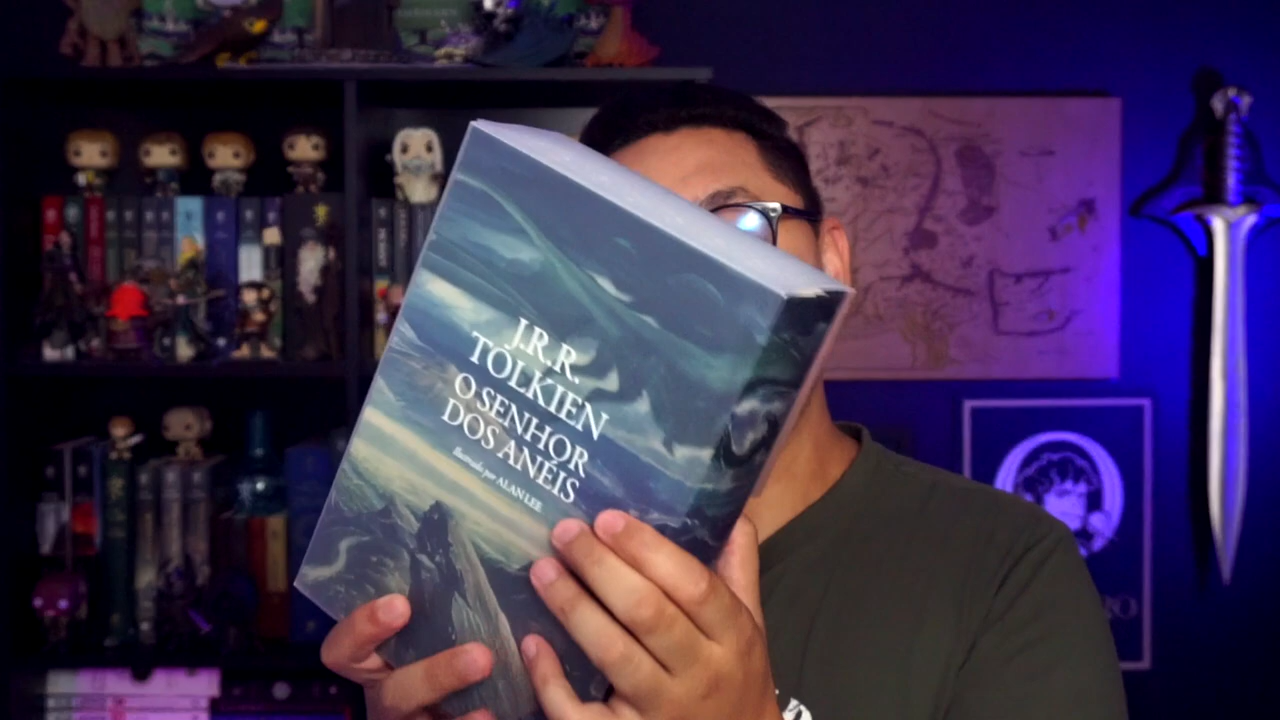 J.R.R.
TOLKIEN
O SENHOR
DOS ANÉIS
Ilustrado por ALAN LEE